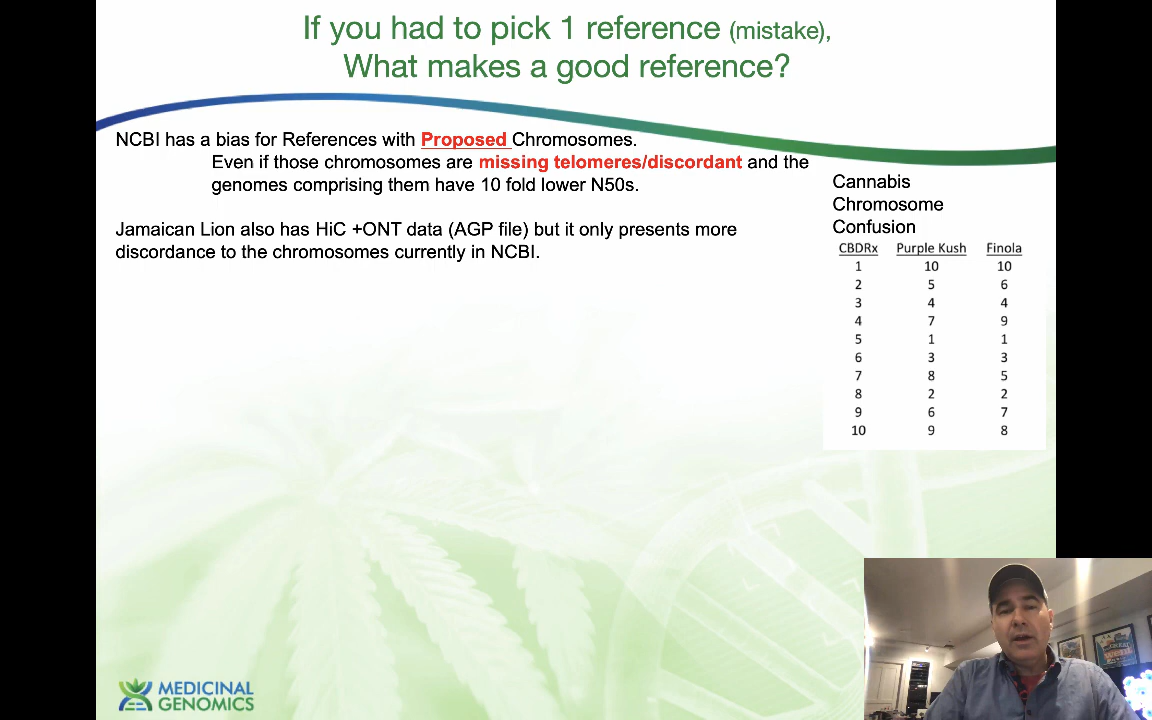 If you had to pick 1 reference (mistake),
What makes a good reference?
NCBI has a bias for References with Proposed Chromosomes.
Even if those chromosomes are missing telomeres/discordant and the
genomes comprising them have 10 fold lower N50s.
Jamaican Lion also has HiC +ONT data (AGP file) but it only presents more
discordance to the chromosomes currently in NCBI.
Cannabis
Chromosome
Confusion
CBDRx Purple Kush Finola
1 10 10
2 5 6
3 4 4
4 7 9
5 1 1
6 3 3
7 8 5
8 2 2
9 6 7
10 9 8
MEDICINAL
GENOMICS